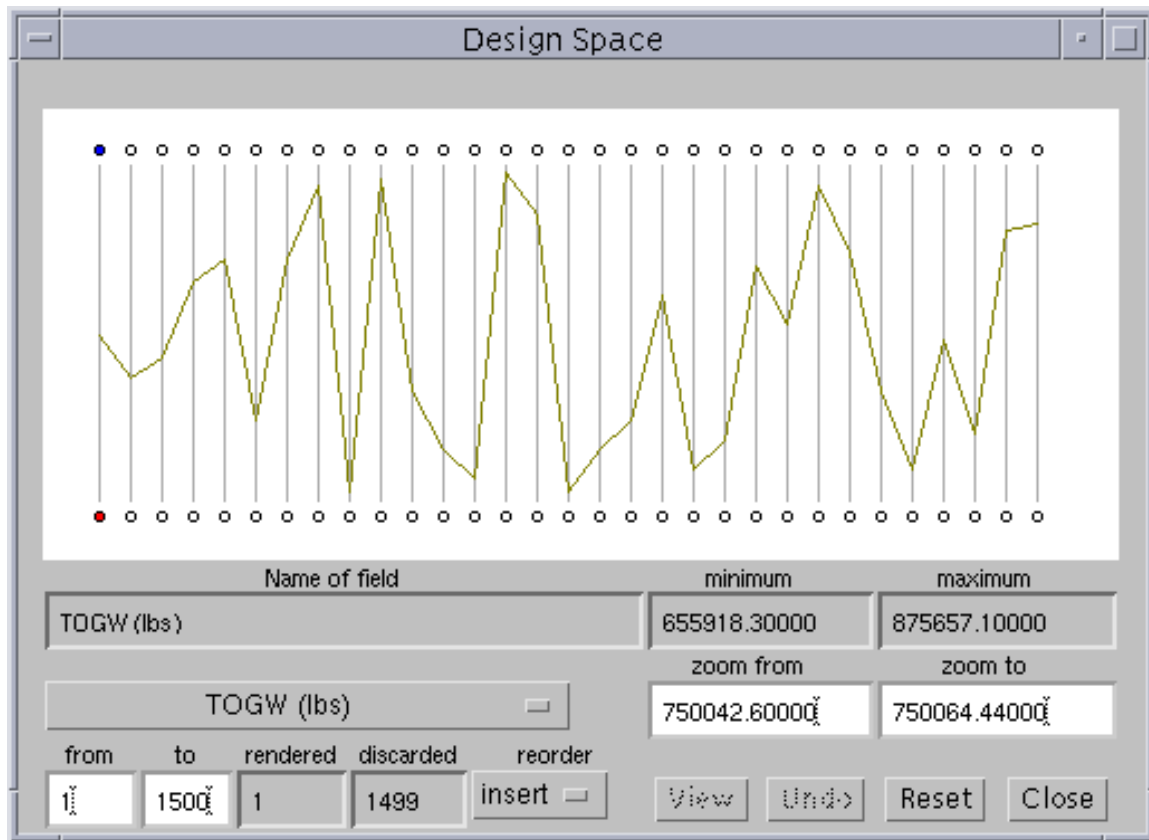 Design Space
Name of field minimum maximum
TOGW (lbs) 655918.30000 875657.10000
zoom from zoom to
TOGW (lbs) 750042.60000 750064.44000
from to rendered discarded reorder
1 1500 1 1499 insert View Undo Reset Close